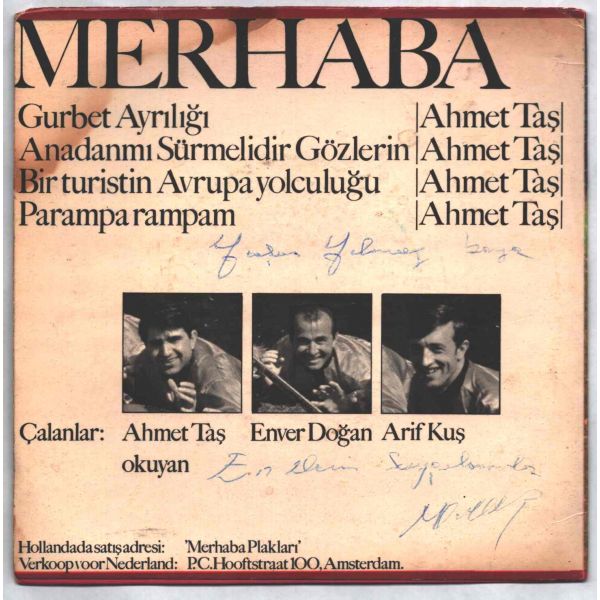 MERHABA
Gurbet Ayrılığı |Ahmet Taş|
Anadanmı Sürmelidir Gözlerin |Ahmet Taş|
Bir turistin Avrupa yolculuğu |Ahmet Taş|
Parampa rampam |Ahmet Taş|
Çalanlar: Ahmet Taş Enver Doğan Arif Kuş
okuyan
En
Hollandada satış adresi: 'Merhaba Plakları'
Verkoop voor Nederland: P.C. Hooftstraat 100, Amsterdam.